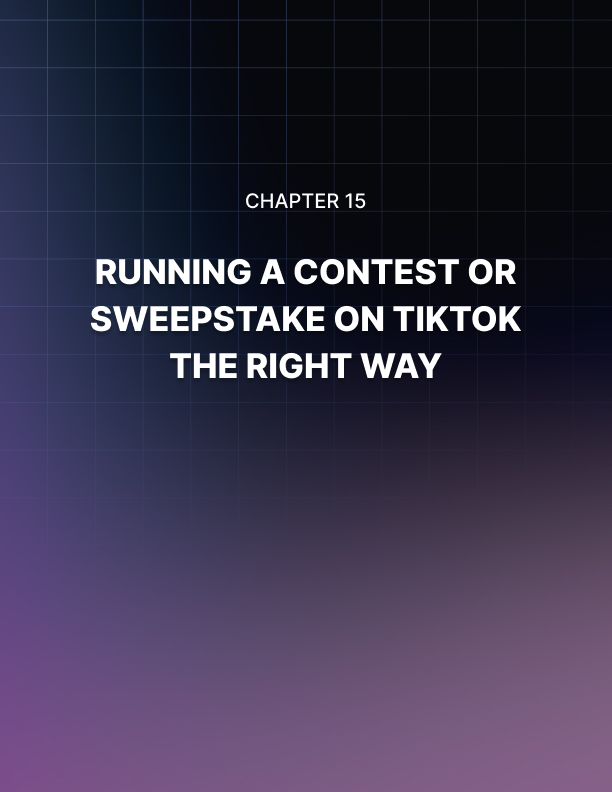 CHAPTER 15
RUNNING A CONTEST OR
SWEEPSTAKE ON TIKTOK
THE RIGHT WAY